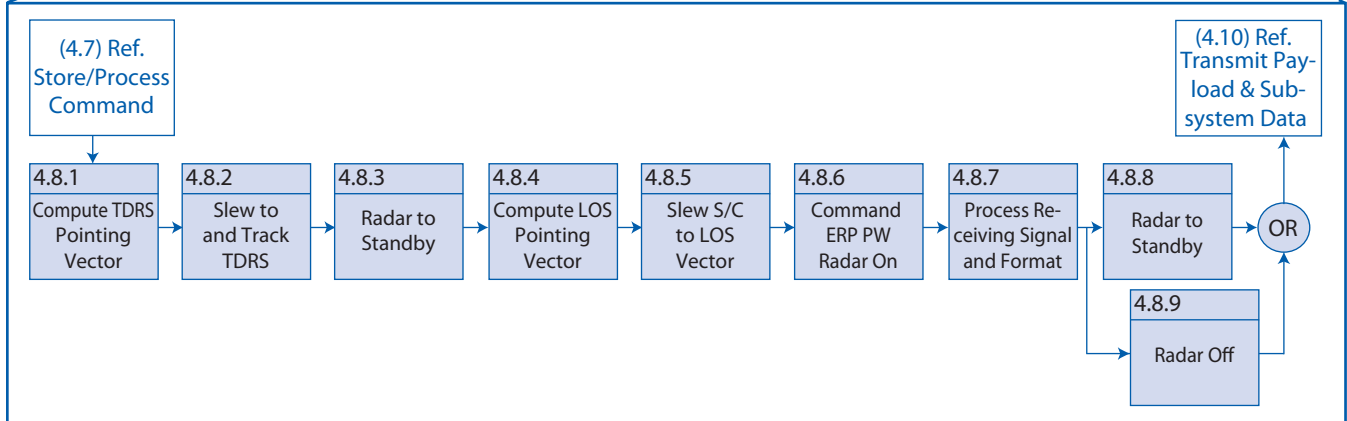 (4.7) Ref.
Store/Process
Command
(4.10) Ref.
Transmit Pay-
load & Sub-
system Data
4.8.1
Compute TDRS
Pointing
Vector
4.8.2
Slew to
and Track
TDRS
4.8.3
Radar to
Standby
4.8.4
Compute LOS
Pointing
Vector
4.8.5
Slew S/C
to LOS
Vector
4.8.6
Command
ERP PW
Radar On
4.8.7
Process Re-
ceiving Signal
and Format
4.8.8
Radar to
Standby
OR
4.8.9
Radar Off